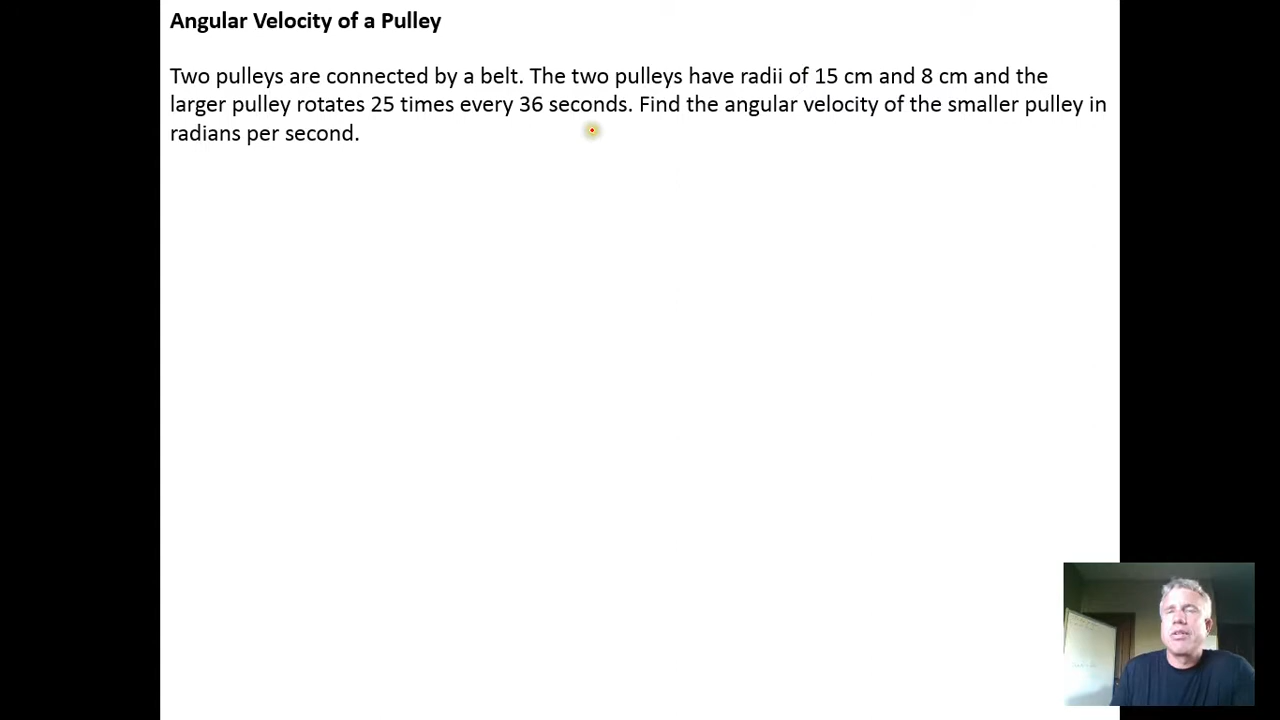 Angular Velocity of a Pulley
Two pulleys are connected by a belt. The two pulleys have radii of 15 cm and 8 cm and the
larger pulley rotates 25 times every 36 seconds. Find the angular velocity of the smaller pulley in
radians per second.